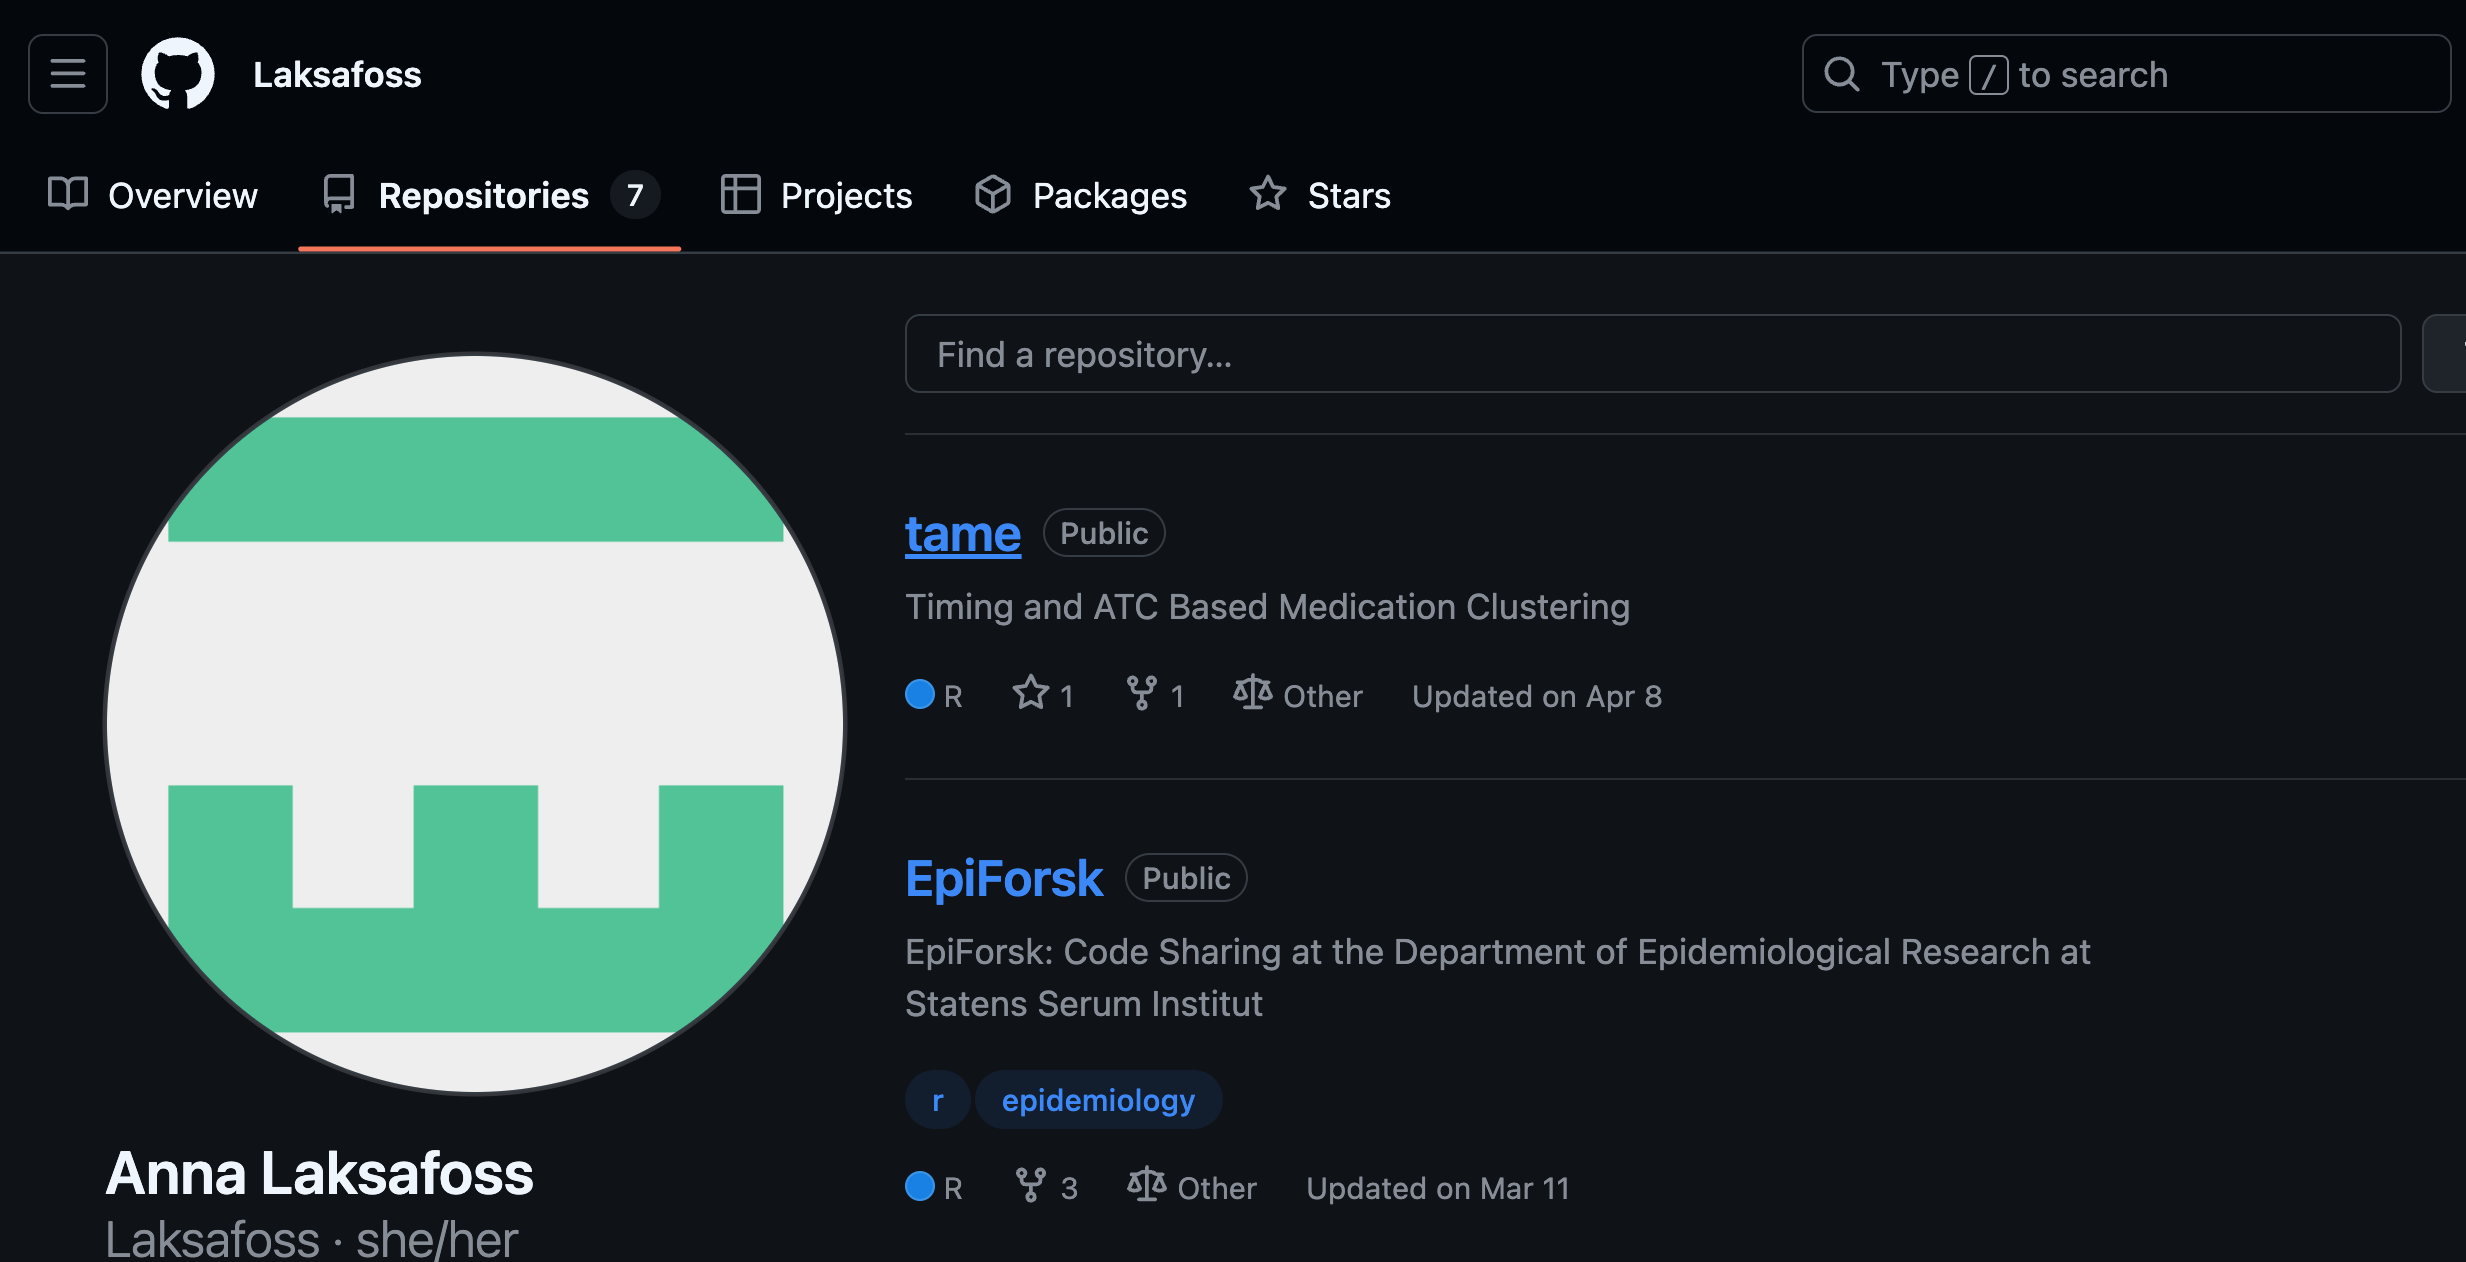 Laksafoss
Type / to search
Overview
Repositories 7
Projects
Packages
Stars
Find a repository...
tame Public
Timing and ATC Based Medication Clustering
R 1 1 Other Updated on Apr 8
EpiForsk Public
EpiForsk: Code Sharing at the Department of Epidemiological Research at
Statens Serum Institut
r epidemiology
R 3 Other Updated on Mar 11
Anna Laksafoss
Laksafoss · she/her